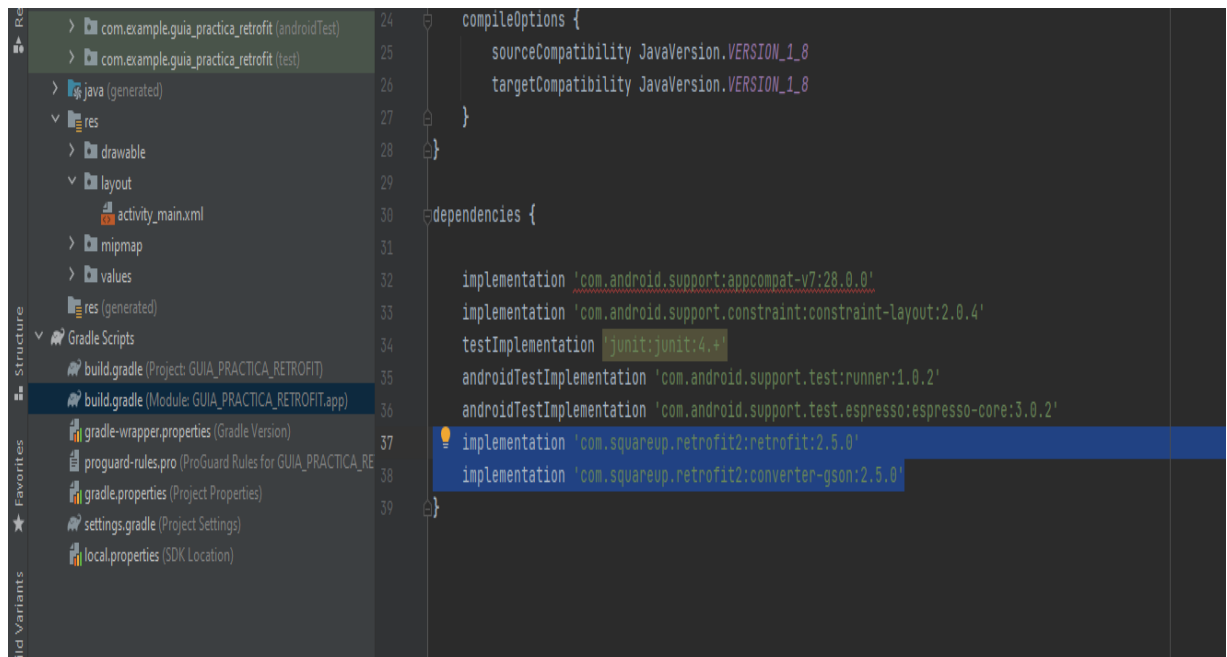 Re
com.example.guia_practica_retrofit (androidTest)
com.example.guia_practica_retrofit (test)
java (generated)
res
drawable
layout
activity_main.xml
mipmap
values
res (generated)
Gradle Scripts
build.gradle (Project: GUIA_PRACTICA_RETROFIT)
build.gradle (Module: GUIA_PRACTICA_RETROFIT.app)
gradle-wrapper.properties (Gradle Version)
proguard-rules.pro (ProGuard Rules for GUIA_PRACTICA_RE
gradle.properties (Project Properties)
settings.gradle (Project Settings)
local.properties (SDK Location)
Structure
Favorites
ild Variants
24 compileOptions {
25 sourceCompatibility JavaVersion.VERSION_1_8
26 targetCompatibility JavaVersion.VERSION_1_8
27 }
28 }
29
30 dependencies {
31
32 implementation 'com.android.support:appcompat-v7:28.0.0'
33 implementation 'com.android.support.constraint:constraint-layout:2.0.4'
34 testImplementation 'junit:junit:4.+'
35 androidTestImplementation 'com.android.support.test:runner:1.0.2'
36 androidTestImplementation 'com.android.support.test.espresso:espresso-core:3.0.2'
37 implementation 'com.squareup.retrofit2:retrofit:2.5.0'
38 implementation 'com.squareup.retrofit2:converter-gson:2.5.0'
39 }